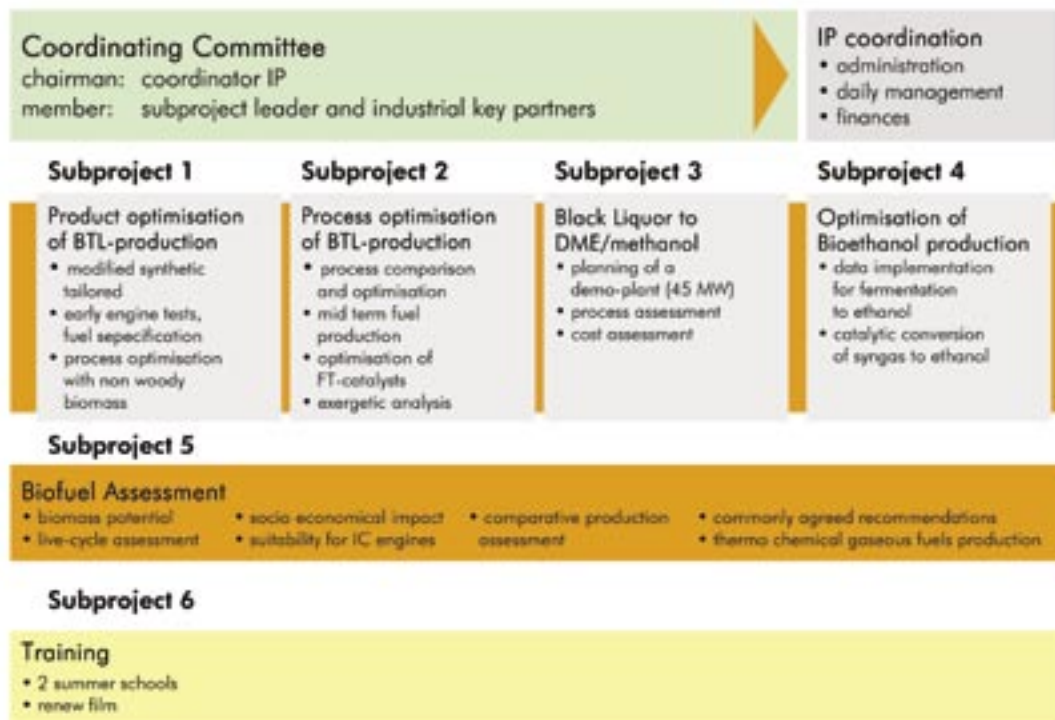 Coordinating Committee
chairman: coordinator IP
member: subproject leader and industrial key partners
IP coordination
• administration
• daily management
• finances
Subproject 1
Product optimisation
of BTL-production
• modified synthetic
tailored
• early engine tests,
fuel sepecification
• process optimisation
with non woody
biomass
Subproject 2
Process optimisation
of BTL-production
• process comparison
and optimisation
• mid term fuel
production
• optimisation of
FT-catalysts
• exergetic analysis
Subproject 3
Black Liquor to
DME/methanol
• planning of a
demo-plant (45 MW)
• process assessment
• cost assessment
Subproject 4
Optimisation of
Bioethanol production
• data implementation
for fermentation
to ethanol
• catalytic conversion
of syngas to ethanol
Subproject 5
Biofuel Assessment
• biomass potential
• live-cycle assessment
• socio economical impact
• suitability for IC engines
• comparative production
assessment
• commonly agreed recommendations
• thermo chemical gaseous fuels production
Subproject 6
Training
• 2 summer schools
• renew film